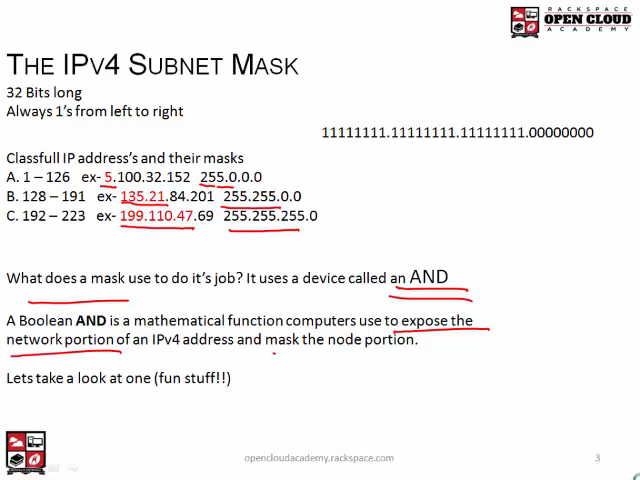 RACKSPACE
OPEN CLOUD
ACADEMY
THE IPV4 SUBNET MASK
32 Bits long
Always 1's from left to right
11111111.11111111.11111111.00000000
Classfull IP address's and their masks
A. 1 – 126 ex- 5.100.32.152 255.0.0.0
B. 128 – 191 ex- 135.21.84.201 255.255.0.0
C. 192 – 223 ex- 199.110.47.69 255.255.255.0
What does a mask use to do it's job? It uses a device called an AND
A Boolean AND is a mathematical function computers use to expose the
network portion of an IPv4 address and mask the node portion.
Lets take a look at one (fun stuff!!)
opencloudacademy.rackspace.com
3